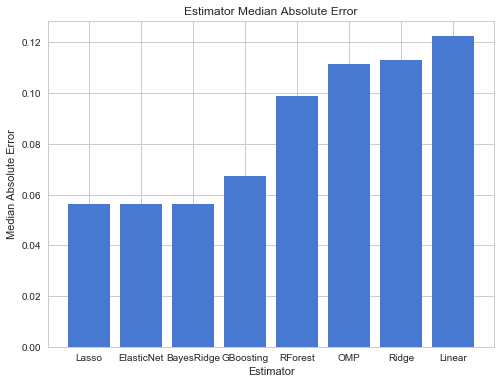 Estimator Median Absolute Error
Median Absolute Error
0.12
0.10
0.08
0.06
0.04
0.02
0.00
Lasso ElasticNet BayesRidge GBoosting RForest OMP Ridge Linear
Estimator